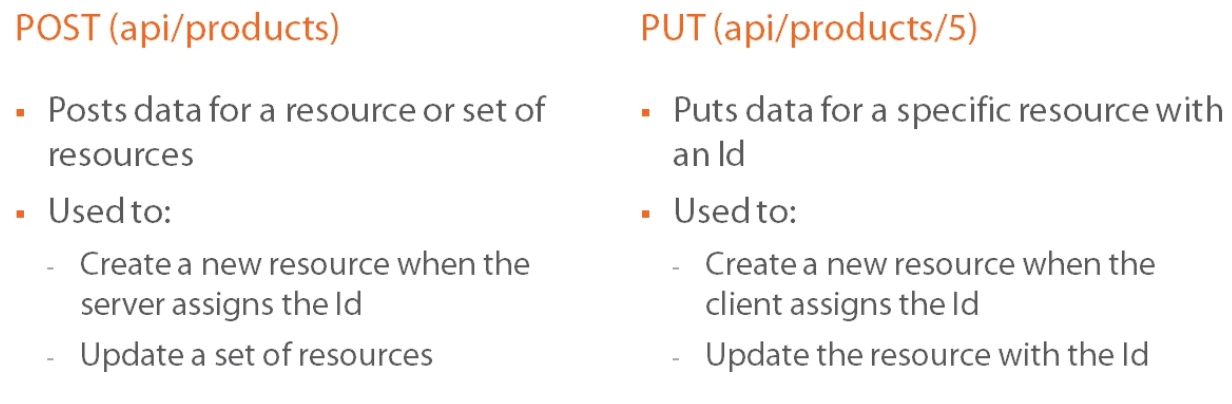 POST (api/products)
▪ Posts data for a resource or set of
resources
▪ Used to:
- Create a new resource when the
server assigns the Id
- Update a set of resources
PUT (api/products/5)
▪ Puts data for a specific resource with
an Id
▪ Used to:
- Create a new resource when the
client assigns the Id
- Update the resource with the Id